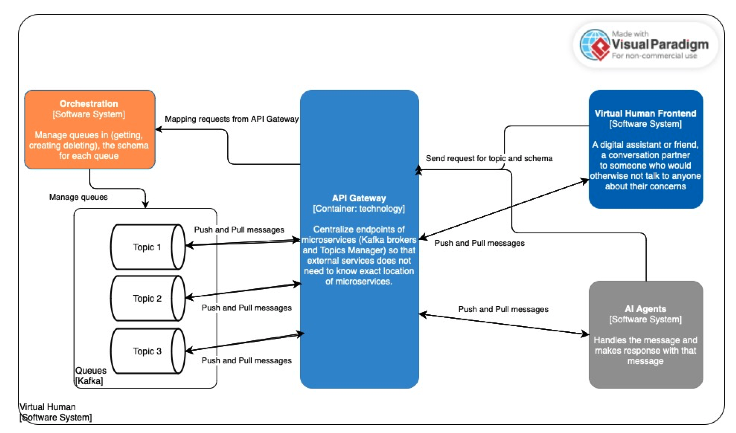 Made with
Visual Paradigm
For non-commercial use
Orchestration
[Software System]
Manage queues in (getting,
creating deleting), the schema
for each queue
Mapping requests from API Gateway
Virtual Human Frontend
[Software System]
A digital assistant or friend,
a conversation partner
to someone who would
otherwise not talk to anyone
about their concerns
Send request for topic and schema
Manage queues
API Gateway
[Container: technology]
Centralize endpoints of
microservices (Kafka brokers
and Topics Manager) so that
external services does not
need to know exact location
of microservices.
Push and Pull messages
Topic 1
Push and Pull messages
Topic 2
Push and Pull messages
Push and Pull messages
AI Agents
[Software System]
Handles the message and
makes response with that
message
Topic 3
Push and Pull messages
Queues
[Kafka]
Virtual Human
[Software System]